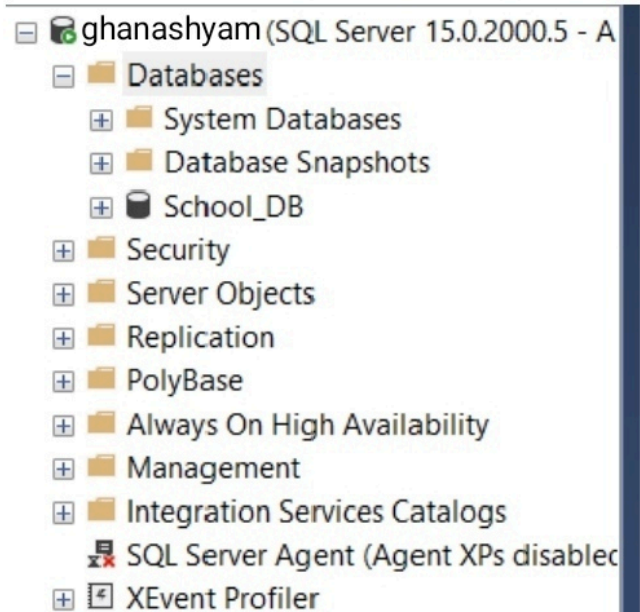 ghanashyam (SQL Server 15.0.2000.5 - A
Databases
System Databases
Database Snapshots
School_DB
Security
Server Objects
Replication
PolyBase
Always On High Availability
Management
Integration Services Catalogs
SQL Server Agent (Agent XPs disabled
XEvent Profiler